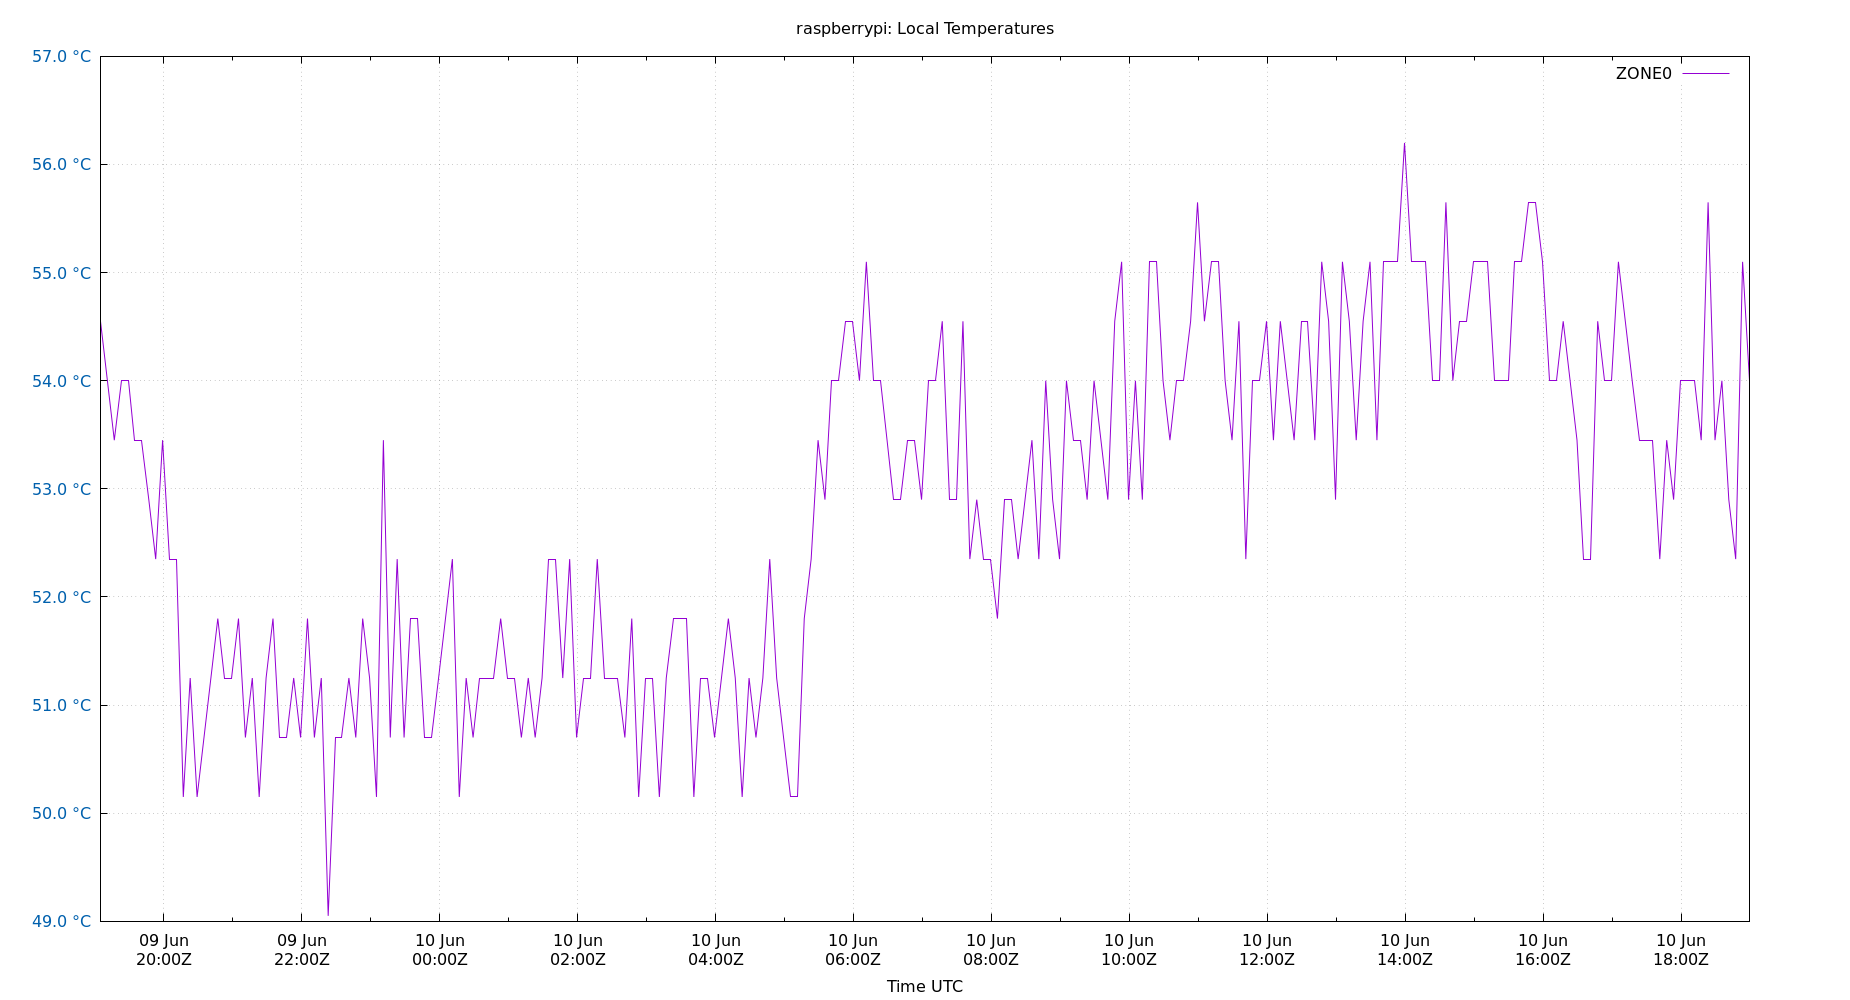 raspberrypi: Local Temperatures
57.0 °C
ZONE0
56.0 °C
55.0 °C
54.0 °C
53.0 °C
52.0 °C
51.0 °C
50.0 °C
49.0 °C
09 Jun 09 Jun 10 Jun 10 Jun 10 Jun 10 Jun 10 Jun 10 Jun 10 Jun 10 Jun 10 Jun 10 Jun
20:00Z 22:00Z 00:00Z 02:00Z 04:00Z 06:00Z 08:00Z 10:00Z 12:00Z 14:00Z 16:00Z 18:00Z
Time UTC